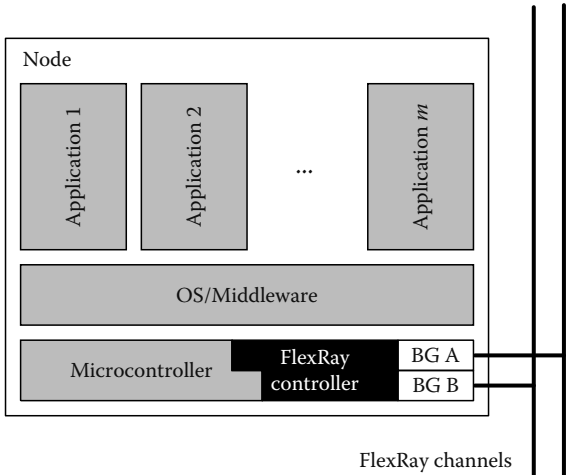 Node
Application 1
Application 2
...
Application m
OS/Middleware
Microcontroller
FlexRay
controller
BG A
BG B
FlexRay channels